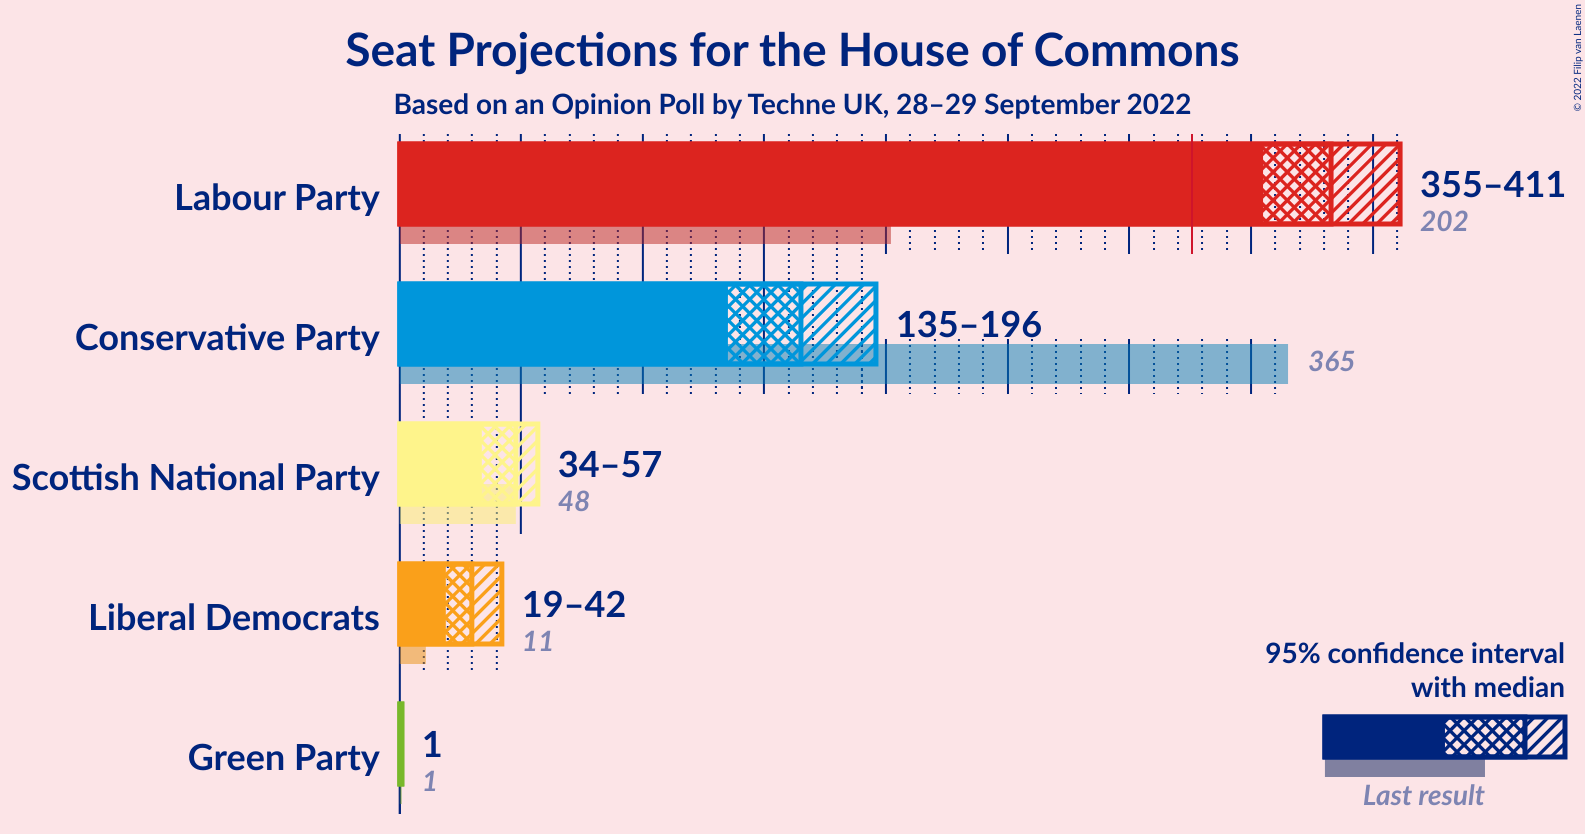 Seat Projections for the House of Commons
Based on an Opinion Poll by Techne UK, 28–29 September 2022
© 2022 Filip van Laenen
Labour Party
355–411
202
Conservative Party
135–196
365
Scottish National Party
34–57
48
Liberal Democrats
19–42
11
Green Party
1
1
95% confidence interval
with median
Last result